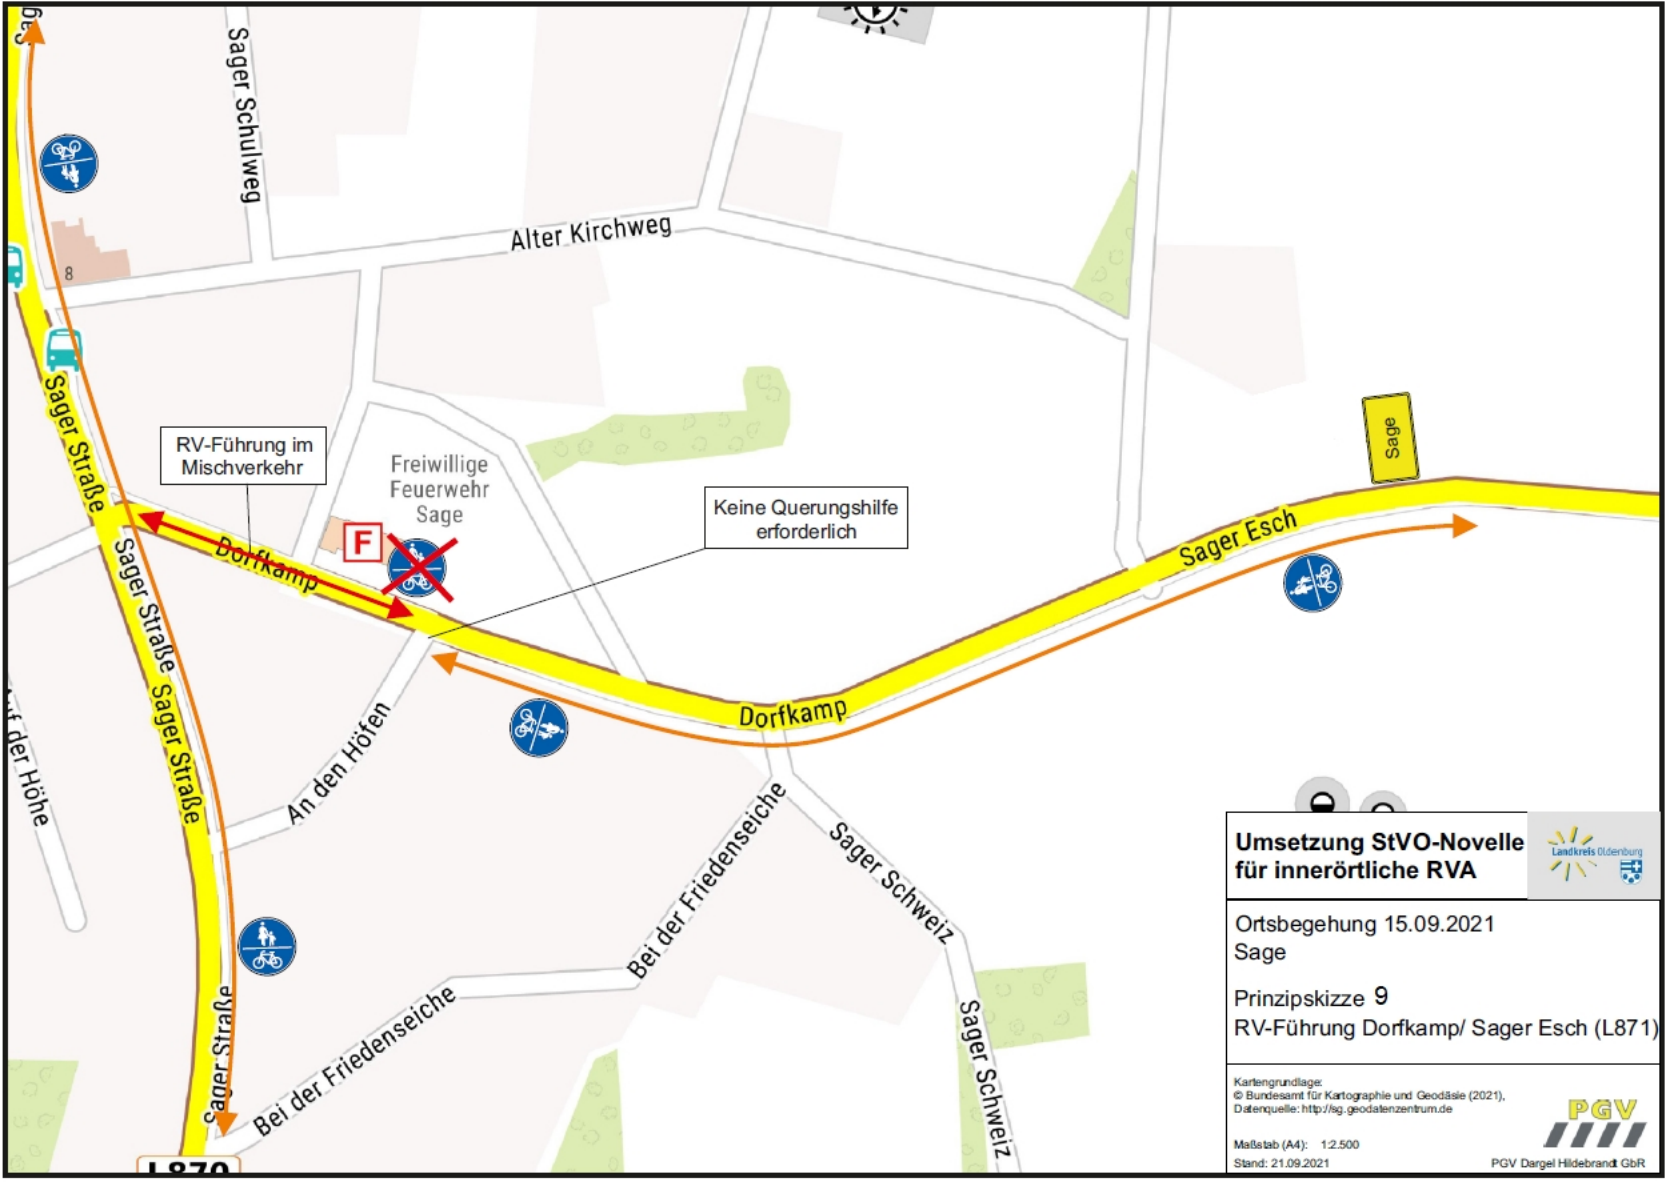 Sager Schulweg
Alter Kirchweg
8
Sager Straße
RV-Führung im
Mischverkehr
Freiwillige
Feuerwehr
Sage
F
Keine Querungshilfe
erforderlich
Sage
Dorfkamp
Sager Esch
Sager Straße
Sager Straße
Dorfkamp
An den Höfen
der Höhe
Bei der Friedenseiche
Sager Schweiz
Bei der Friedenseiche
Sager Straße
Sager Schweiz
L870
Umsetzung StVO-Novelle
für innerörtliche RVA
Landkreis Oldenburg
Ortsbegehung 15.09.2021
Sage
Prinzipskizze 9
RV-Führung Dorfkamp/ Sager Esch (L871)
Kartengrundlage:
© Bundesamt für Kartographie und Geodäsie (2021),
Datenquelle: http://sg.geodatenzentrum.de
Maßstab (A4): 1:2.500
Stand: 21.09.2021
PGV
PGV Dargel Hildebrandt GbR